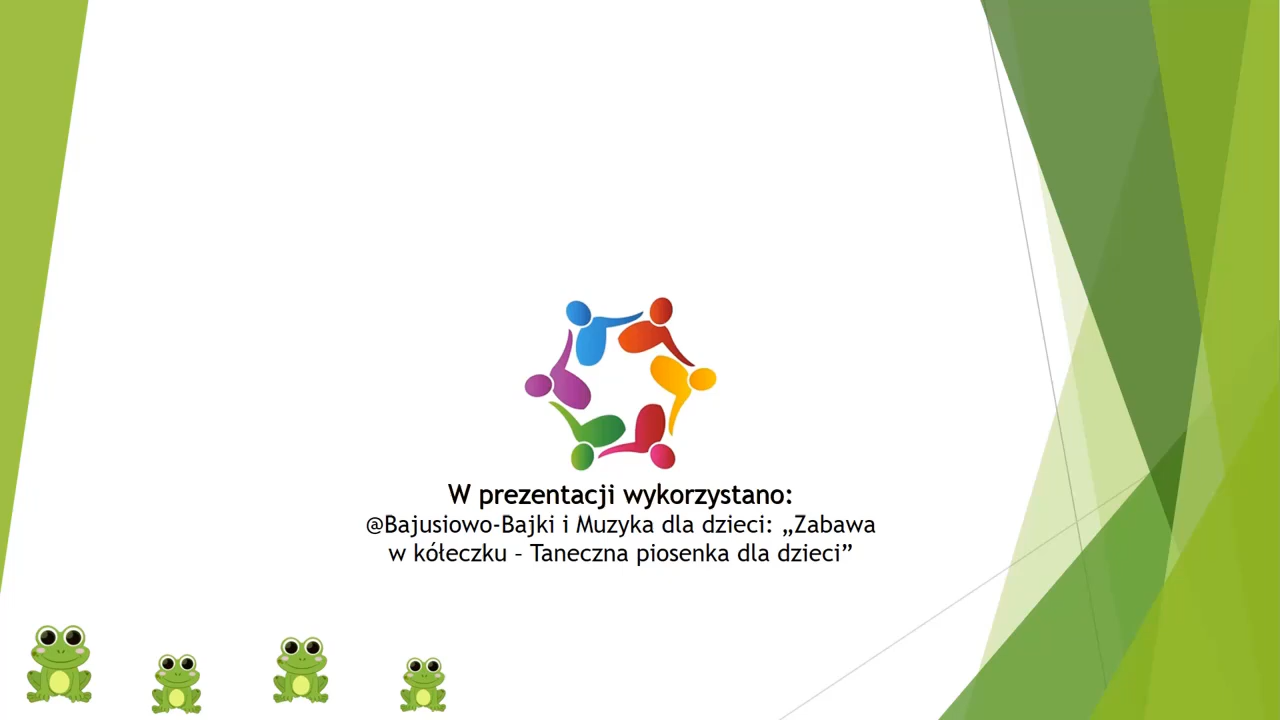 W prezentacji wykorzystano:
@Bajusiowo-Bajki i Muzyka dla dzieci: „Zabawa
w kółeczku – Taneczna piosenka dla dzieci”